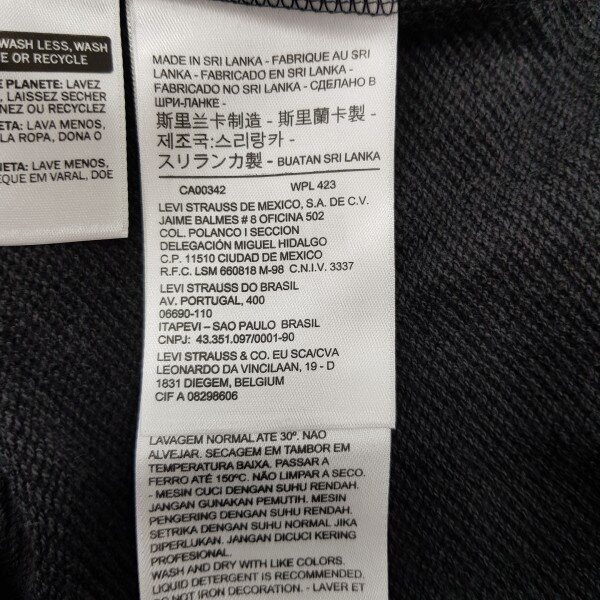 WASH LESS, WASH
E OR RECYCLE
E PLANETE: LAVEZ
, LAISSEZ SECHER
NEZ OU RECYCLEZ
ETA: LAVA MENOS,
LA ROPA, DONA O
NETA: LAVE MENOS,
EQUE EM VARAL, DOE
MADE IN SRI LANKA - FABRIQUE AU SRI
LANKA - FABRICADO EN SRI LANKA -
FABRICADO NO SRI LANKA - СДЕЛАНО В
ШРИ-ЛАНКЕ -
斯里兰卡制造 - 斯里蘭卡製 -
제조국:스리랑카 -
スリランカ製 - BUATAN SRI LANKA
CA00342 WPL 423
LEVI STRAUSS DE MEXICO, S.A. DE C.V.
JAIME BALMES # 8 OFICINA 502
COL. POLANCO I SECCION
DELEGACIÓN MIGUEL HIDALGO
C.P. 11510 CIUDAD DE MEXICO
R.F.C. LSM 660818 M-98 C.N.I.V. 3337
LEVI STRAUSS DO BRASIL
AV. PORTUGAL, 400
06690-110
ITAPEVI – SAO PAULO BRASIL
CNPJ: 43.351.097/0001-90
LEVI STRAUSS & CO. EU SCA/CVA
LEONARDO DA VINCILAAN, 19 - D
1831 DIEGEM, BELGIUM
CIF A 08298606
LAVAGEM NORMAL ATÉ 30º. NÃO
ALVEJAR. SECAGEM EM TAMBOR EM
TEMPERATURA BAIXA. PASSAR A
FERRO ATÉ 150ºC. NÃO LIMPAR A SECO.
- MESIN CUCI DENGAN SUHU RENDAH.
JANGAN GUNAKAN PEMUTIH. MESIN
PENGERING DENGAN SUHU RENDAH.
SETRIKA DENGAN SUHU NORMAL JIKA
DIPERLUKAN. JANGAN DICUCI KERING
PROFESIONAL.
WASH AND DRY WITH LIKE COLORS.
LIQUID DETERGENT IS RECOMMENDED.
DO NOT IRON DECORATION. - LAVER ET